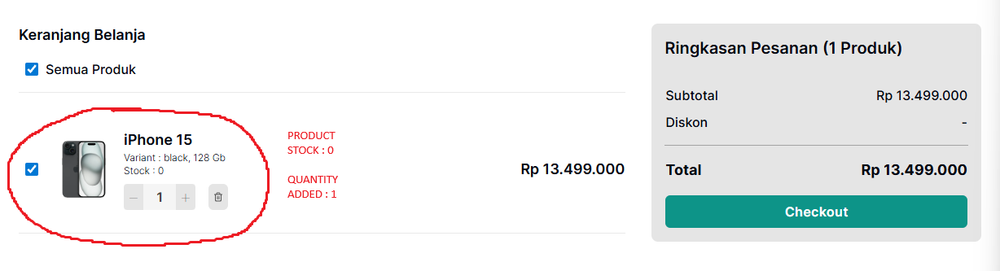 Keranjang Belanja
Semua Produk
iPhone 15
Variant : black, 128 Gb
Stock : 0
− 1 +
PRODUCT
STOCK : 0
QUANTITY
ADDED : 1
Rp 13.499.000
Ringkasan Pesanan (1 Produk)
Subtotal Rp 13.499.000
Diskon -
Total Rp 13.499.000
Checkout